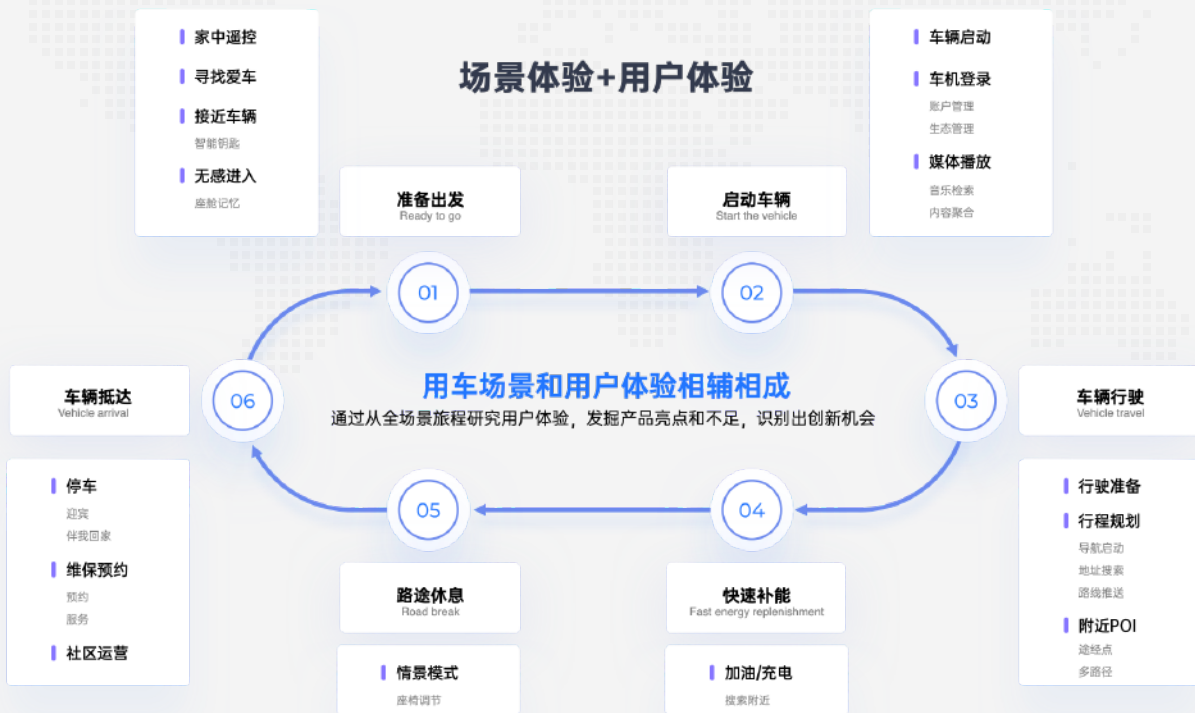 场景体验+用户体验
家中遥控
寻找爱车
接近车辆
智能钥匙
无感进入
座舱记忆
准备出发
Ready to go
01
启动车辆
Start the vehicle
02
车辆启动
车机登录
账户管理
生态管理
媒体播放
音乐检索
内容聚合
用车场景和用户体验相辅相成
通过从全场景旅程研究用户体验，发掘产品亮点和不足，识别出创新机会
03
车辆行驶
Vehicle travel
行驶准备
行程规划
导航启动
地址搜索
路线推送
附近POI
途经点
多路径
04
快速补能
Fast energy replenishment
加油/充电
搜索附近
05
路途休息
Road break
情景模式
座椅调节
06
车辆抵达
Vehicle arrival
停车
迎宾
伴我回家
维保预约
预约
服务
社区运营